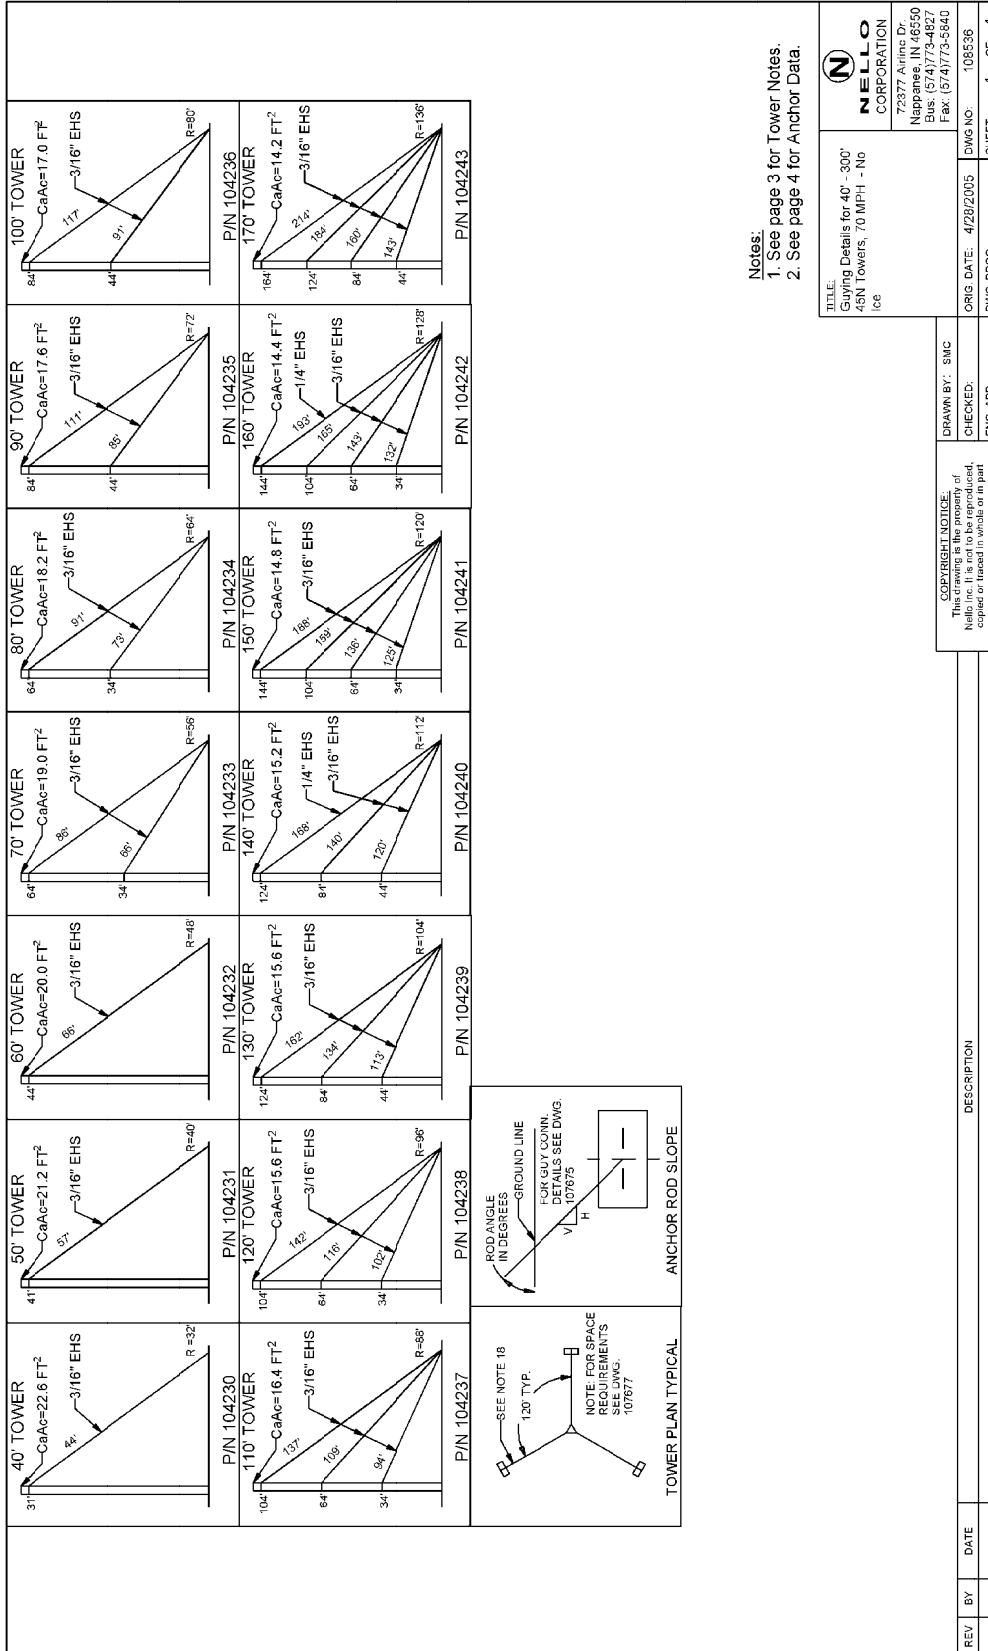 40' TOWER
CaAc=22.6 FT²
3/16" EHS
31'
44'
R =32'
P/N 104230
50' TOWER
CaAc=21.2 FT²
3/16" EHS
41'
57'
R=40'
P/N 104231
60' TOWER
CaAc=20.0 FT²
3/16" EHS
44'
66'
R=48'
P/N 104232
70' TOWER
CaAc=19.0 FT²
3/16" EHS
64'
34'
86'
66'
R=56'
P/N 104233
80' TOWER
CaAc=18.2 FT²
3/16" EHS
64'
34'
91'
73'
R=64'
P/N 104234
90' TOWER
CaAc=17.6 FT²
3/16" EHS
84'
44'
111'
85'
R=72'
P/N 104235
100' TOWER
CaAc=17.0 FT²
3/16" EHS
84'
44'
117'
91'
R=80'
P/N 104236
110' TOWER
CaAc=16.4 FT²
3/16" EHS
104'
64'
34'
137'
109'
94'
R=88'
P/N 104237
120' TOWER
CaAc=15.6 FT²
3/16" EHS
104'
64'
34'
142'
116'
102'
R=96'
P/N 104238
130' TOWER
CaAc=15.6 FT²
3/16" EHS
124'
84'
44'
162'
134'
113'
R=104'
P/N 104239
140' TOWER
CaAc=15.2 FT²
1/4" EHS
3/16" EHS
124'
84'
44'
168'
140'
120'
R=112'
P/N 104240
150' TOWER
CaAc=14.8 FT²
3/16" EHS
144'
104'
64'
34'
188'
159'
136'
125'
R=120'
P/N 104241
160' TOWER
CaAc=14.4 FT²
1/4" EHS
3/16" EHS
144'
104'
64'
34'
193'
165'
143'
132'
R=128'
P/N 104242
170' TOWER
CaAc=14.2 FT²
3/16" EHS
164'
124'
84'
44'
214'
184'
160'
143'
R=136'
P/N 104243
SEE NOTE 18
120° TYP.
NOTE: FOR SPACE
REQUIREMENTS
SEE DWG.
107677
TOWER PLAN TYPICAL
ROD ANGLE
IN DEGREES
GROUND LINE
FOR GUY CONN.
DETAILS SEE DWG.
107675
V
H
ANCHOR ROD SLOPE
Notes:
1. See page 3 for Tower Notes.
2. See page 4 for Anchor Data.
TITLE:
Guying Details for 40' - 300'
45N Towers, 70 MPH - No
Ice
N
NELLO
CORPORATION
72377 Airline Dr.
Nappanee, IN 46550
Bus: (574)773-4827
Fax: (574)773-5840
COPYRIGHT NOTICE:
This drawing is the property of
Nello Inc. It is not to be reproduced,
copied or traced in whole or in part
DRAWN BY: SMC
CHECKED:
ORIG. DATE: 4/28/2005
DWG NO: 108536
REV BY DATE DESCRIPTION